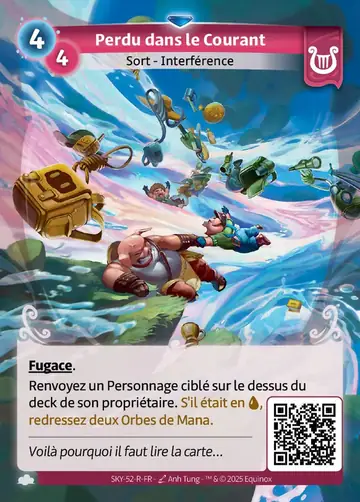 4
4
Perdu dans le Courant
Sort - Interférence
Fugace.
Renvoyez un Personnage ciblé sur le dessus du
deck de son propriétaire. S'il était en ,
redressez deux Orbes de Mana.
Voilà pourquoi il faut lire la carte...
SKY-52-R-FR - Anh Tung - ™ & © 2025 Equinox